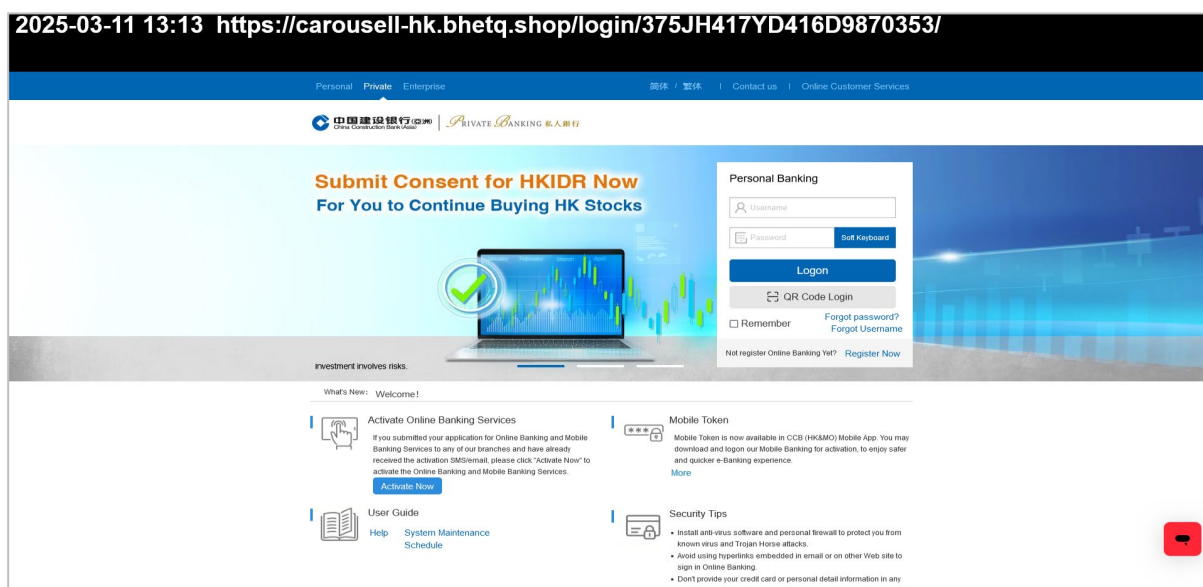 2025-03-11 13:13 https://carousell-hk.bhetq.shop/login/375JH417YD416D9870353/
Personal Private Enterprise 简体 / 繁体 | Contact us | Online Customer Services
中国建设银行(亞洲) China Construction Bank (Asia) PRIVATE BANKING 私人銀行
Submit Consent for HKIDR Now
For You to Continue Buying HK Stocks
February February March April
Investment involves risks.
Personal Banking
Username
Password Soft Keyboard
Logon
QR Code Login
Remember Forgot password?
Forgot Username
Not register Online Banking Yet? Register Now
What's New: Welcome!
Activate Online Banking Services
If you submitted your application for Online Banking and Mobile
Banking Services to any of our branches and have already
received the activation SMS/email, please click "Activate Now" to
activate the Online Banking and Mobile Banking Services.
Activate Now
Mobile Token
Mobile Token is now available in CCB (HK&MO) Mobile App. You may
download and logon our Mobile Banking for activation, to enjoy safer
and quicker e-Banking experience.
More
User Guide
Help System Maintenance
Schedule
Security Tips
• Install anti-virus software and personal firewall to protect you from
known virus and Trojan Horse attacks.
• Avoid using hyperlinks embedded in email or on other Web site to
sign in Online Banking.
• Don't provide your credit card or personal detail information in any